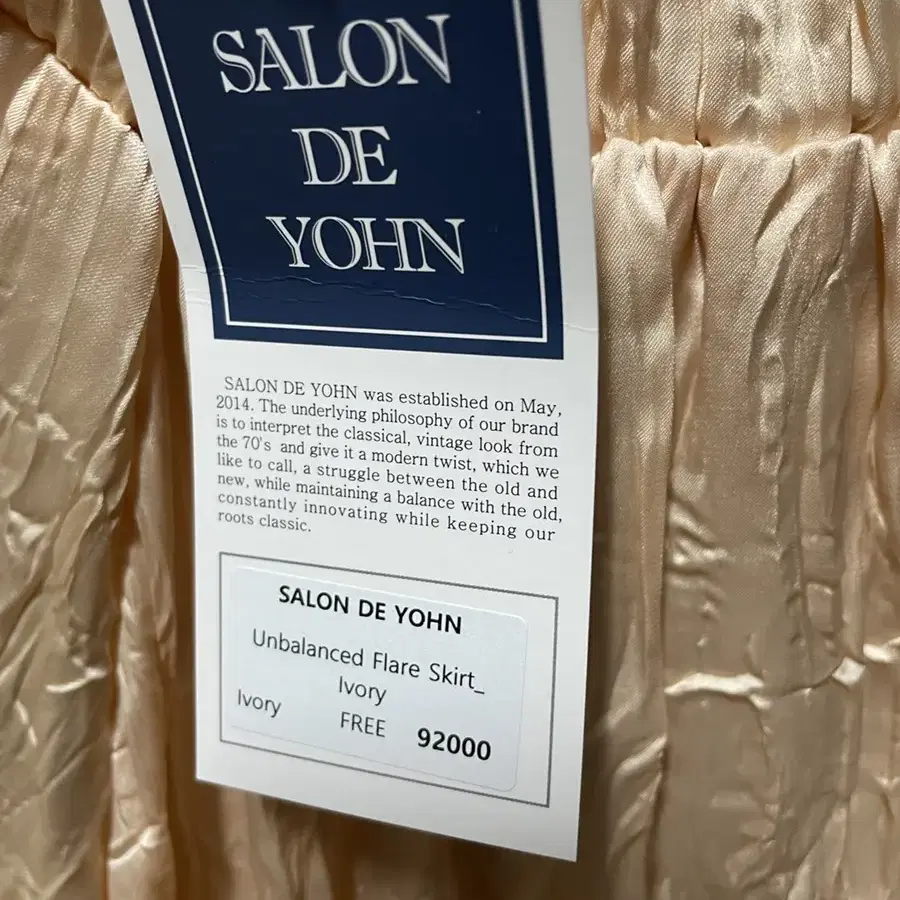 SALON
DE
YOHN
SALON DE YOHN was established on May,
2014. The underlying philosophy of our brand
is to interpret the classical, vintage look from
the 70's and give it a modern twist, which we
like to call, a struggle between the old and
new, while maintaining a balance with the old,
constantly innovating while keeping our
roots classic.
SALON DE YOHN
Unbalanced Flare Skirt_
Ivory
Ivory FREE 92000